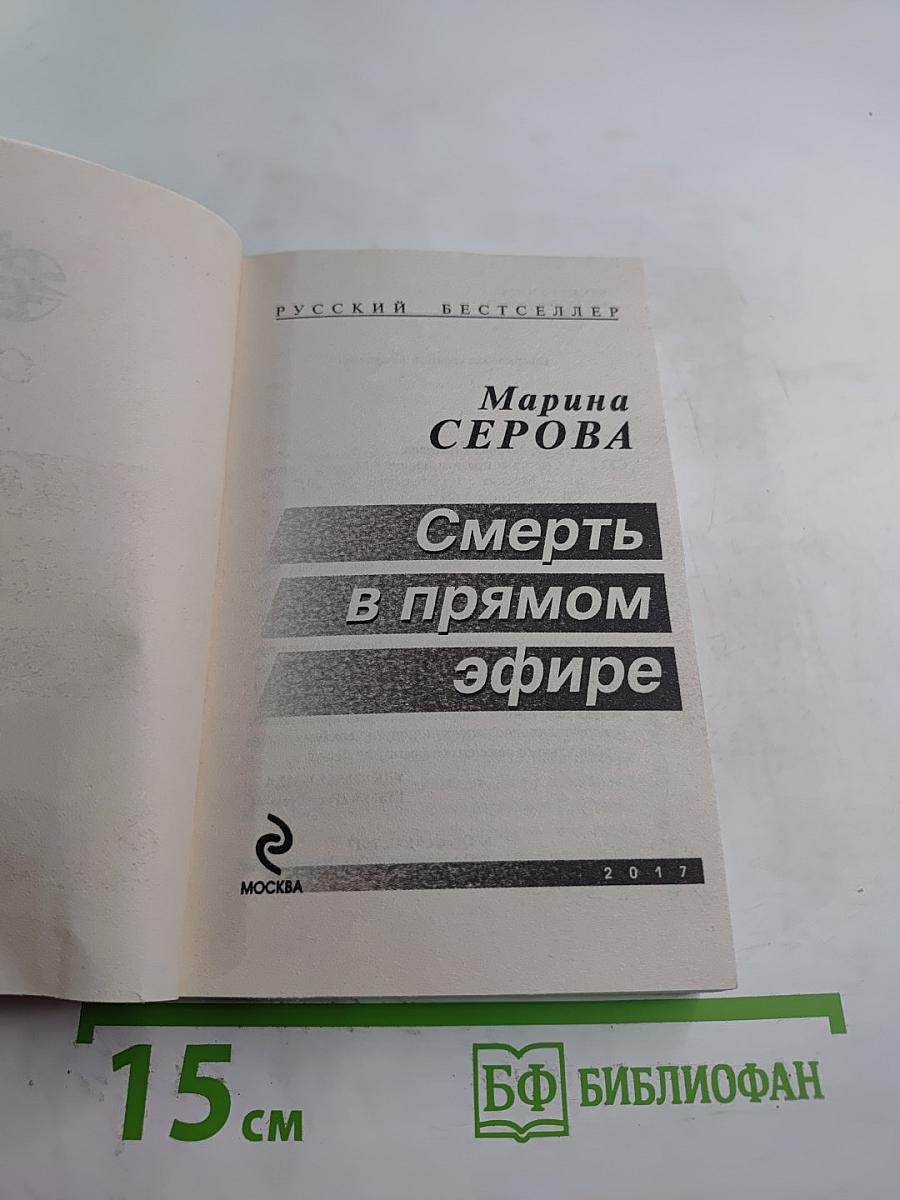 РУССКИЙ БЕСТСЕЛЛЕР
Марина
СЕРОВА
Смерть
в прямом
эфире
МОСКВА
2017
15 см
БФ БИБЛИОФАН